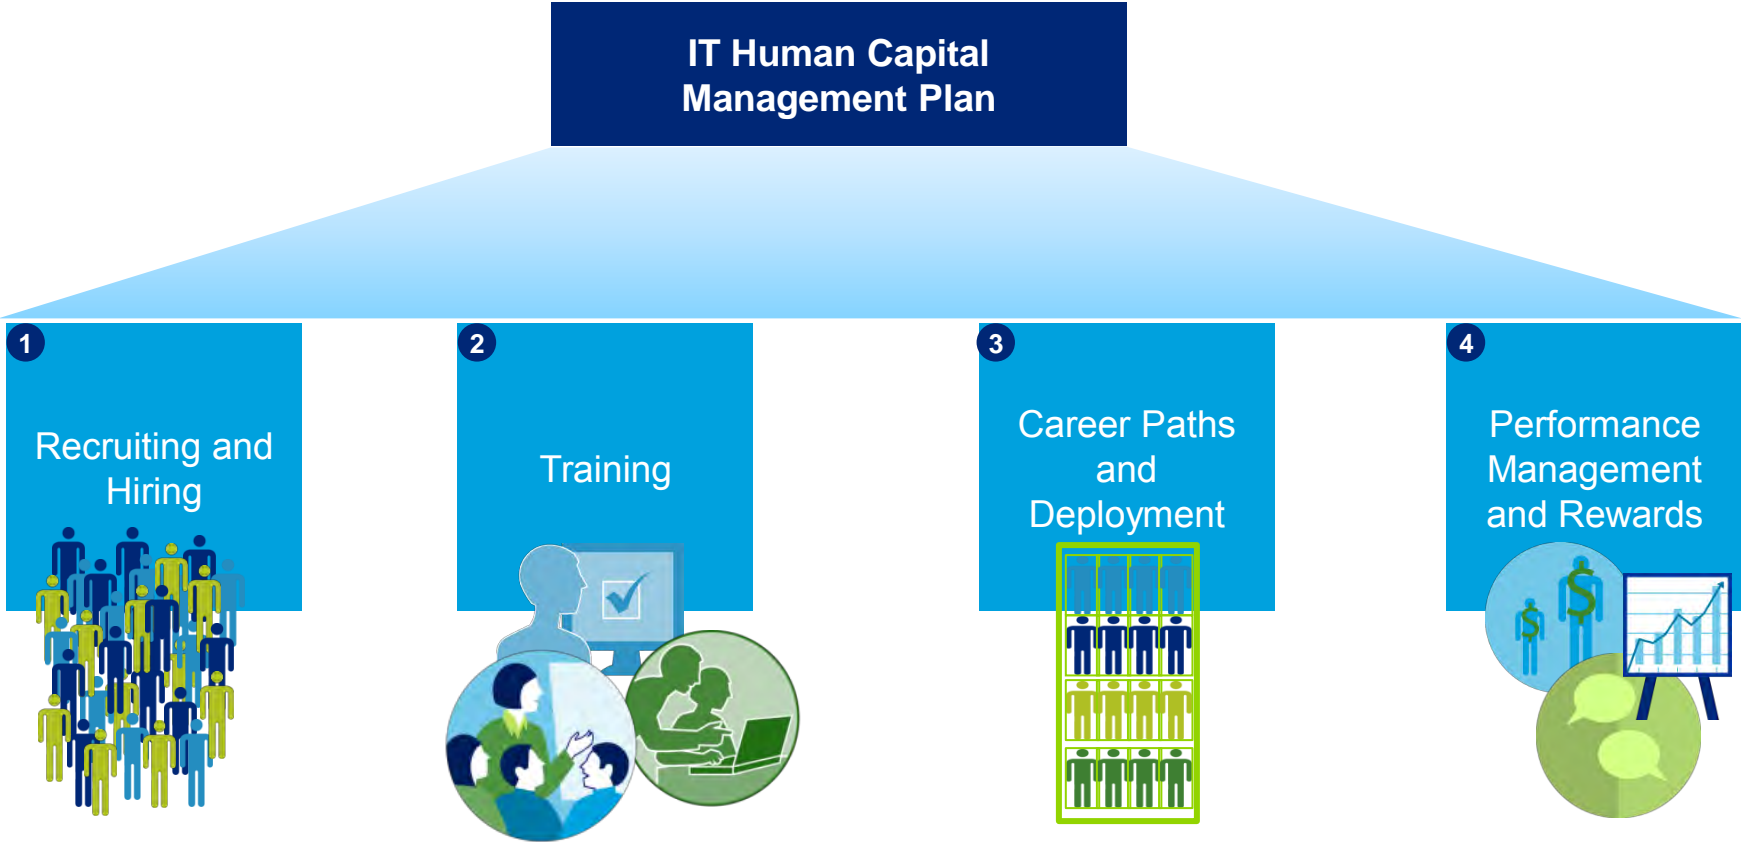 IT Human Capital
Management Plan
1
Recruiting and
Hiring
2
Training
3
Career Paths
and
Deployment
4
Performance
Management
and Rewards
$
$